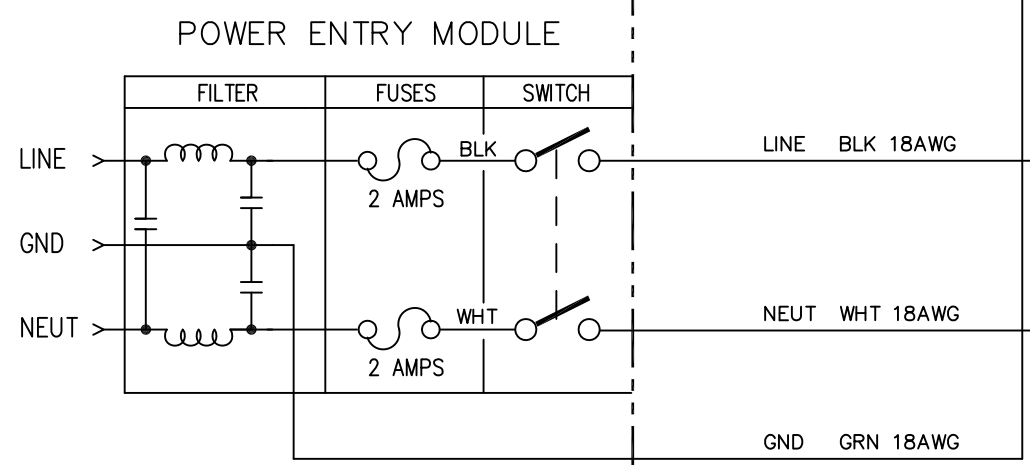 POWER ENTRY MODULE
FILTER FUSES SWITCH
LINE BLK LINE BLK 18AWG
2 AMPS
GND
NEUT WHT NEUT WHT 18AWG
2 AMPS
GND GRN 18AWG